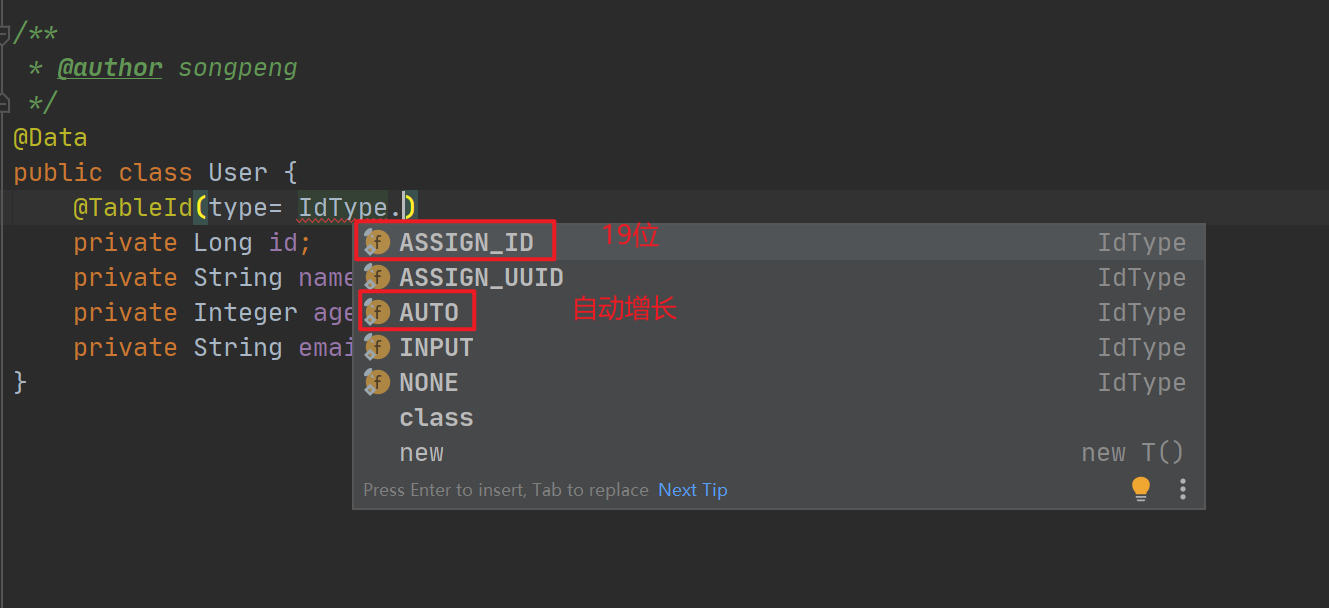 /**
* @author songpeng
*/
@Data
public class User {
@TableId(type= IdType.)
private Long id;
ASSIGN_ID 19位 IdType
private String name
ASSIGN_UUID IdType
private Integer age
AUTO 自动增长 IdType
private String emai
INPUT IdType
}
NONE IdType
class
new new T()
Press Enter to insert, Tab to replace Next Tip